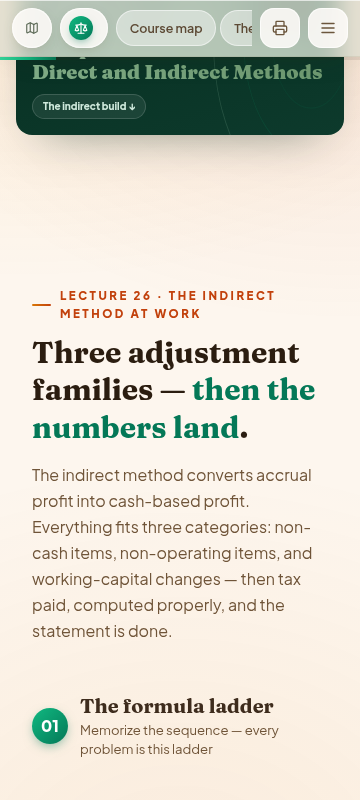 Course map
The
Direct and Indirect Methods
The indirect build ↓
LECTURE 26 · THE INDIRECT
METHOD AT WORK
Three adjustment
families — then the
numbers land.
The indirect method converts accrual
profit into cash-based profit.
Everything fits three categories: non-
cash items, non-operating items, and
working-capital changes — then tax
paid, computed properly, and the
statement is done.
01
The formula ladder
Memorize the sequence — every
problem is this ladder